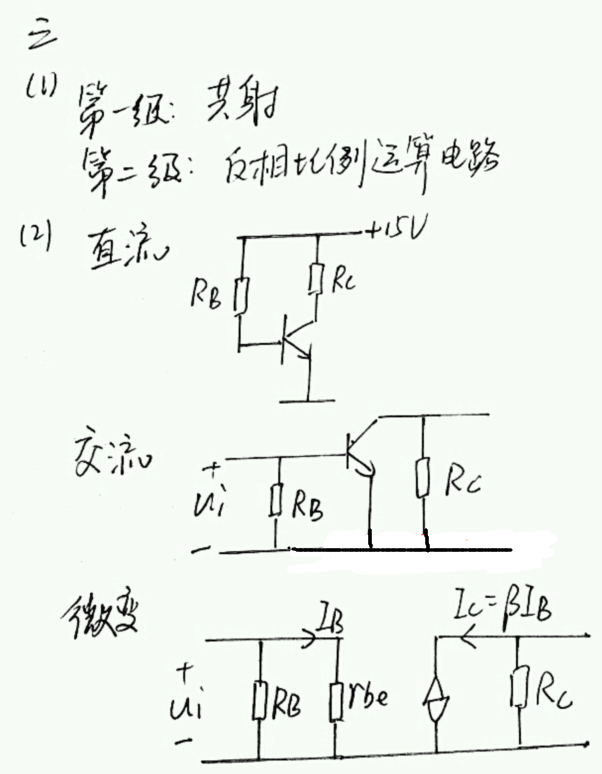 三
(1) 第一级: 共射
第二级: 反相比例运算电路
(2) 直流
+15V
RB
RC
交流
+
ui
-
RB
RC
微变
IB
IC=βIB
+
ui
-
RB
rbe
RC